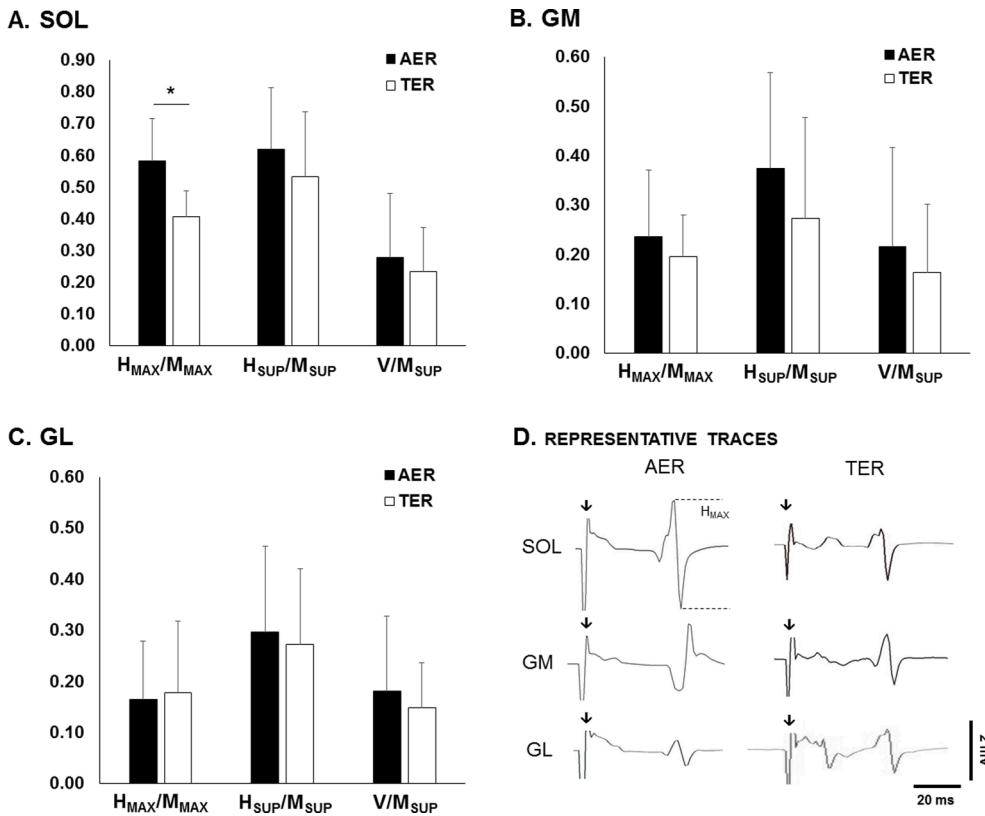 A. SOL
0.90
0.80
0.70
0.60
0.50
0.40
0.30
0.20
0.10
0.00
AER
TER
*
HMAX/MMAX
HSUP/MSUP
V/MSUP
B. GM
0.60
0.50
0.40
0.30
0.20
0.10
0.00
AER
TER
HMAX/MMAX
HSUP/MSUP
V/MSUP
C. GL
0.60
0.50
0.40
0.30
0.20
0.10
0.00
AER
TER
HMAX/MMAX
HSUP/MSUP
V/MSUP
D. REPRESENTATIVE TRACES
AER
TER
HMAX
SOL
GM
GL
2 mV
20 ms